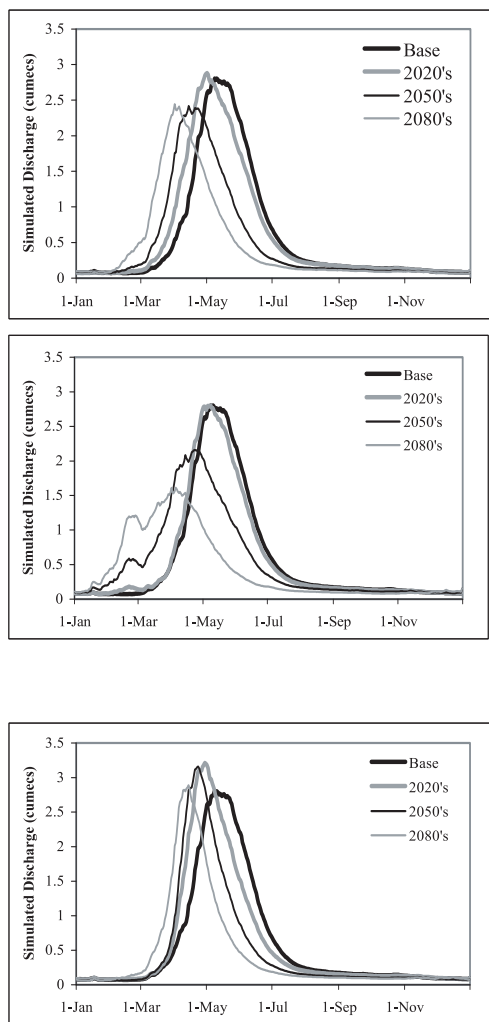 3.5
3
2.5
2
1.5
1
0.5
0
Simulated Discharge (cumecs)
Base
2020's
2050's
2080's
1-Jan 1-Mar 1-May 1-Jul 1-Sep 1-Nov
3.5
3
2.5
2
1.5
1
0.5
0
Simulated Discharge (cumecs)
Base
2020's
2050's
2080's
1-Jan 1-Mar 1-May 1-Jul 1-Sep 1-Nov
3.5
3
2.5
2
1.5
1
0.5
0
Simulated Discharge (cumecs)
Base
2020's
2050's
2080's
1-Jan 1-Mar 1-May 1-Jul 1-Sep 1-Nov